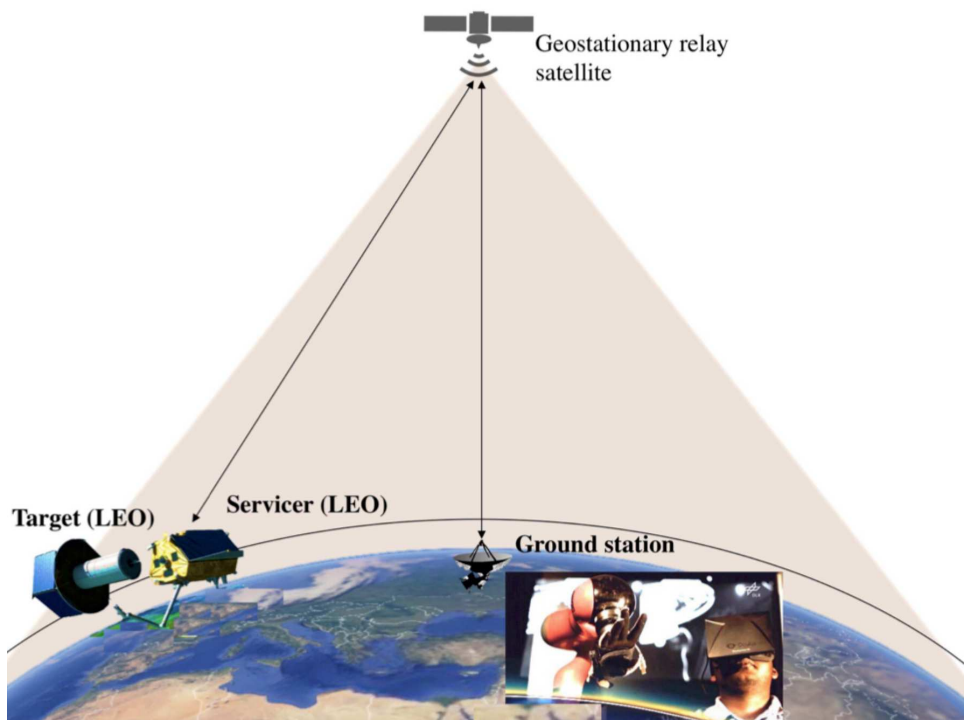 Geostationary relay
satellite
Servicer (LEO)
Target (LEO)
Ground station